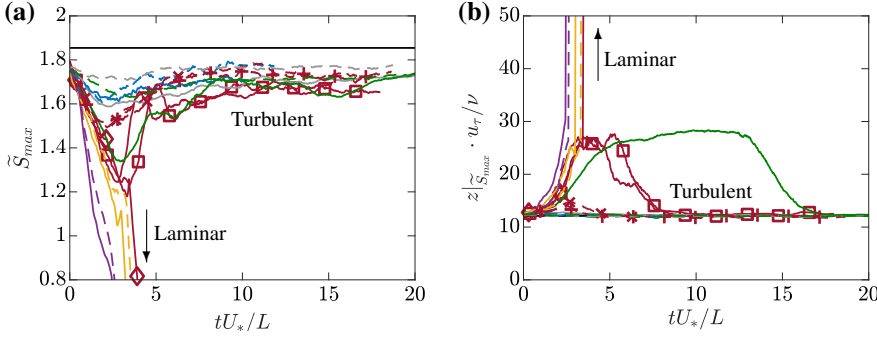 (a)
2
1.8
1.6
1.4
1.2
1
0.8
S̃max
Turbulent
Laminar
0 5 10 15 20
tU*/L
(b)
50
40
30
20
10
0
z|S̃max · uτ/ν
Laminar
Turbulent
0 5 10 15 20
tU*/L